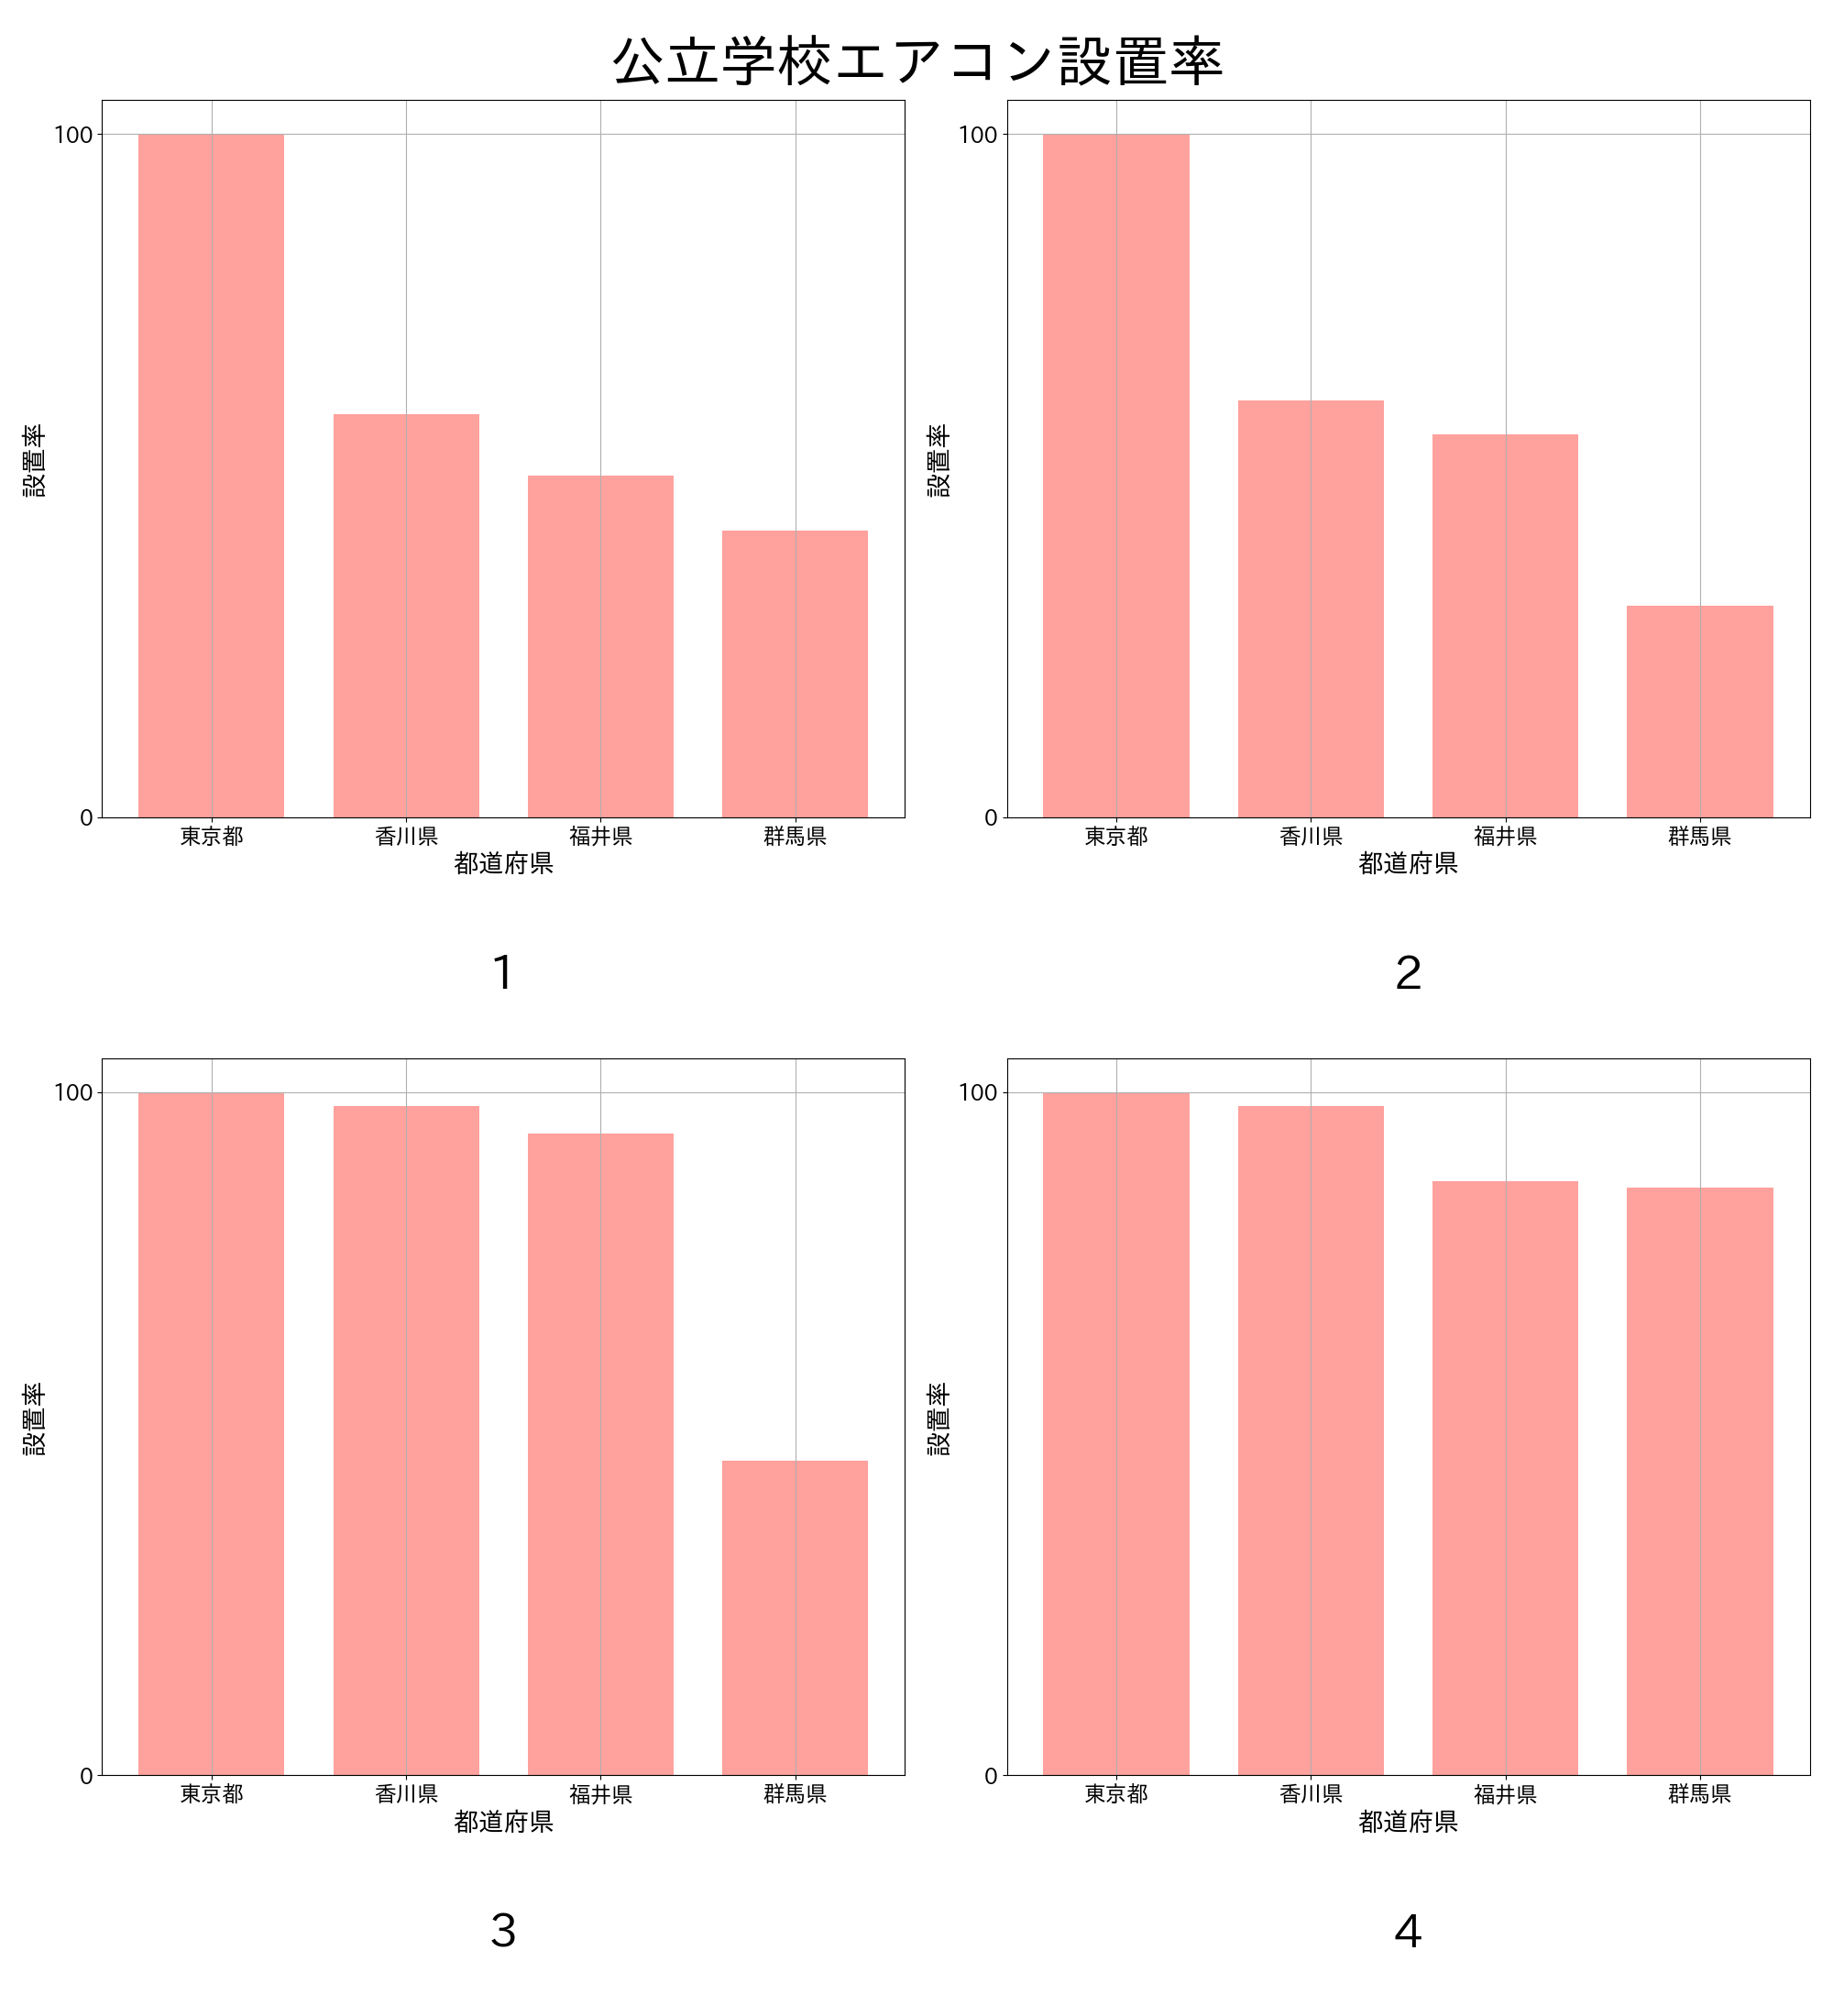 公立学校エアコン設置率
100
0
設置率
東京都 香川県 福井県 群馬県
都道府県
1
100
0
設置率
東京都 香川県 福井県 群馬県
都道府県
2
100
0
設置率
東京都 香川県 福井県 群馬県
都道府県
3
100
0
設置率
東京都 香川県 福井県 群馬県
都道府県
4